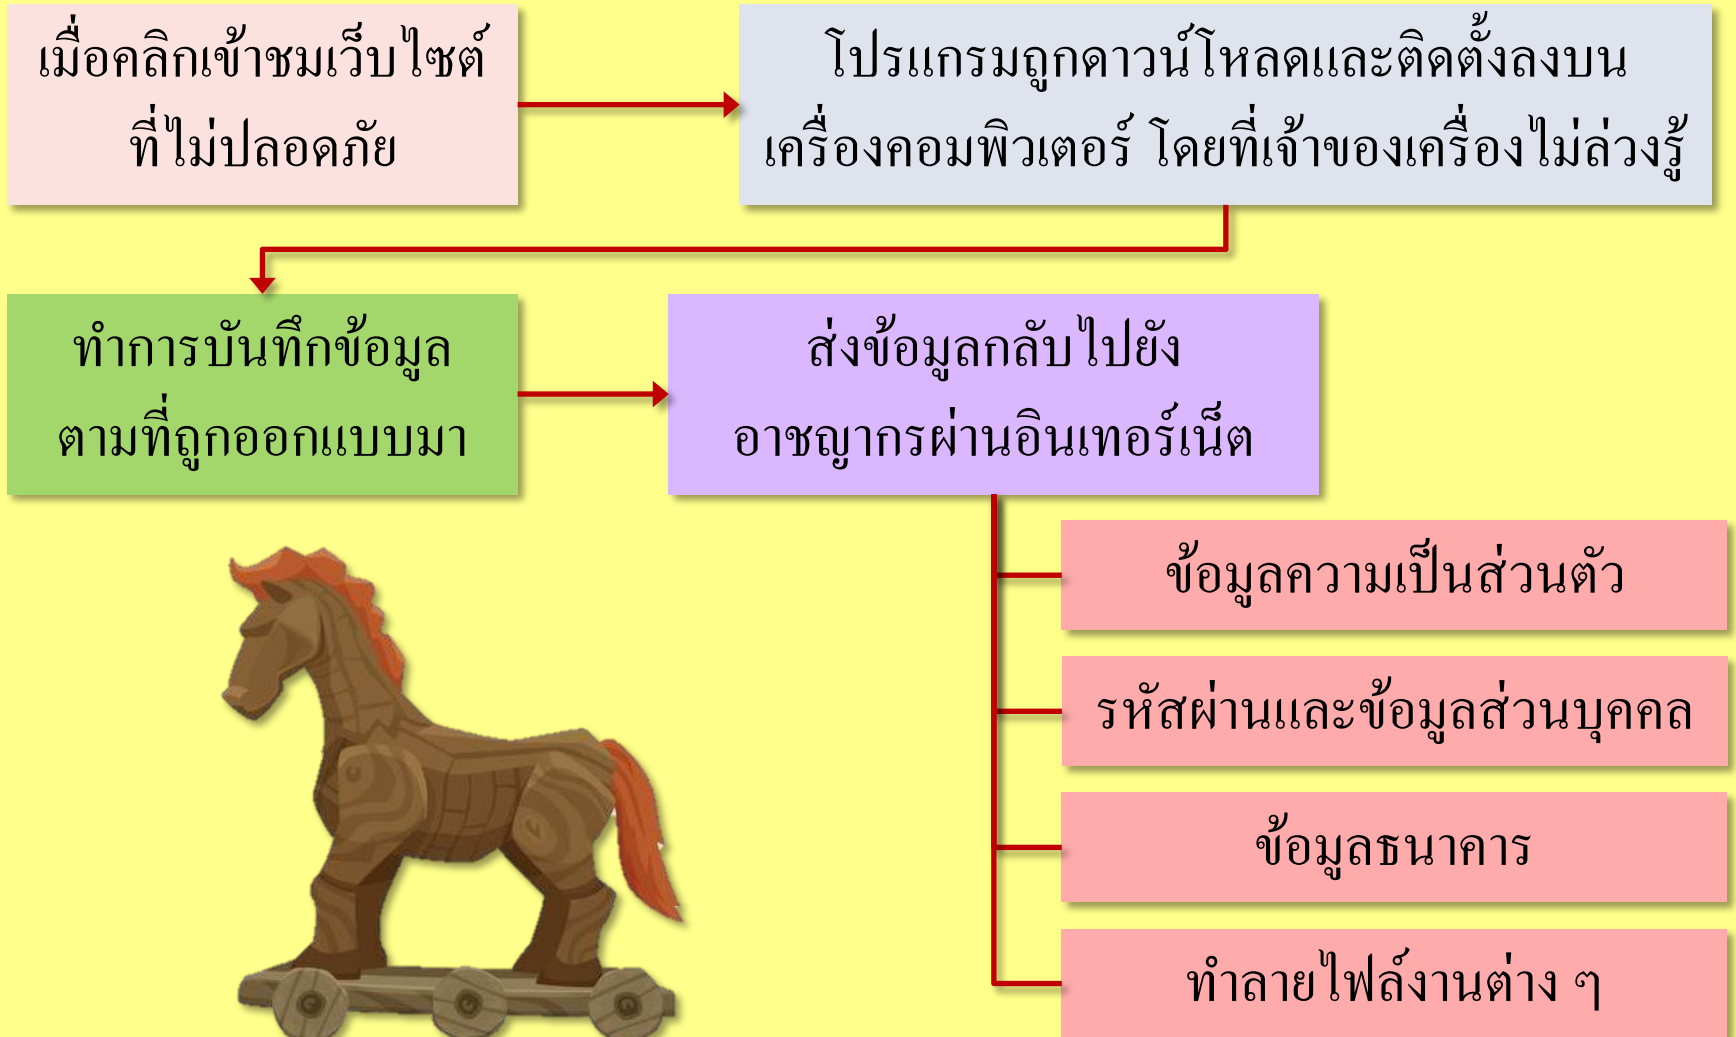 เมื่อคลิกเข้าชมเว็บไซต์
ที่ไม่ปลอดภัย
โปรแกรมถูกดาวน์โหลดและติดตั้งลงบน
เครื่องคอมพิวเตอร์ โดยที่เจ้าของเครื่องไม่ล่วงรู้
ทำการบันทึกข้อมูล
ตามที่ถูกออกแบบมา
ส่งข้อมูลกลับไปยัง
อาชญากรผ่านอินเทอร์เน็ต
ข้อมูลความเป็นส่วนตัว
รหัสผ่านและข้อมูลส่วนบุคคล
ข้อมูลธนาคาร
ทำลายไฟล์งานต่าง ๆ